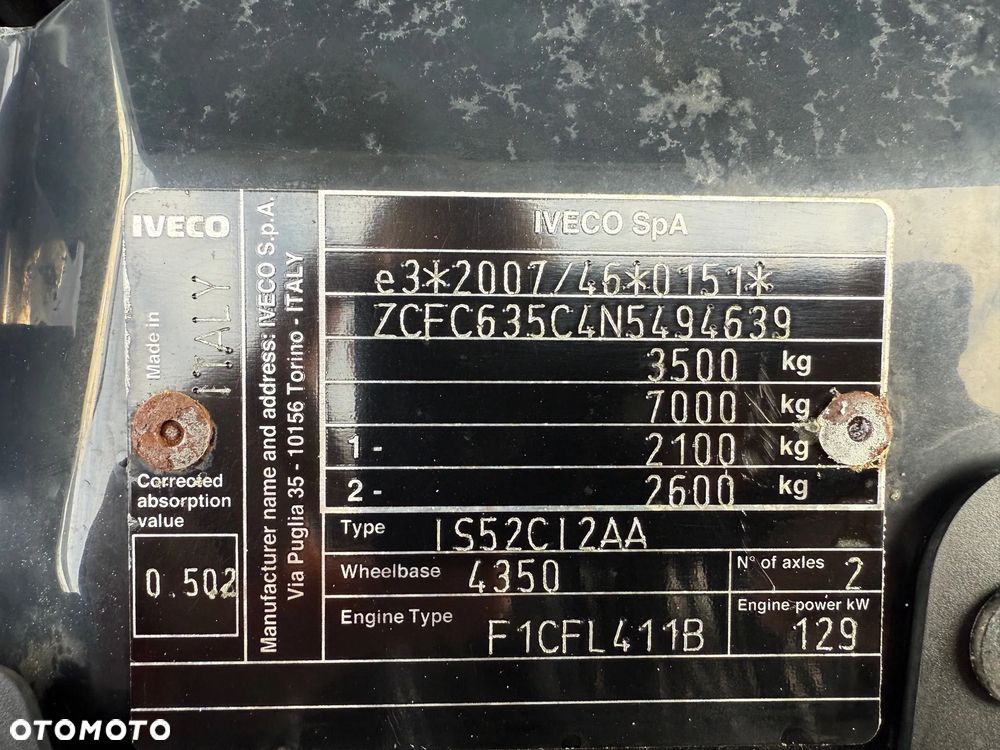 IVECO
Made in
ITALY
Corrected
absorption
value
0.502
Manufacturer name and address: IVECO S.p.A.
Via Puglia 35 - 10156 Torino - ITALY
IVECO SpA
e3*2007/46*0151*
ZCFC635C4N5494639
3500 kg
7000 kg
1 - 2100 kg
2 - 2600 kg
Type IS52CI2AA
Wheelbase 4350 N° of axles 2
Engine Type F1CFL411B Engine power kW 129
OTOMOTO